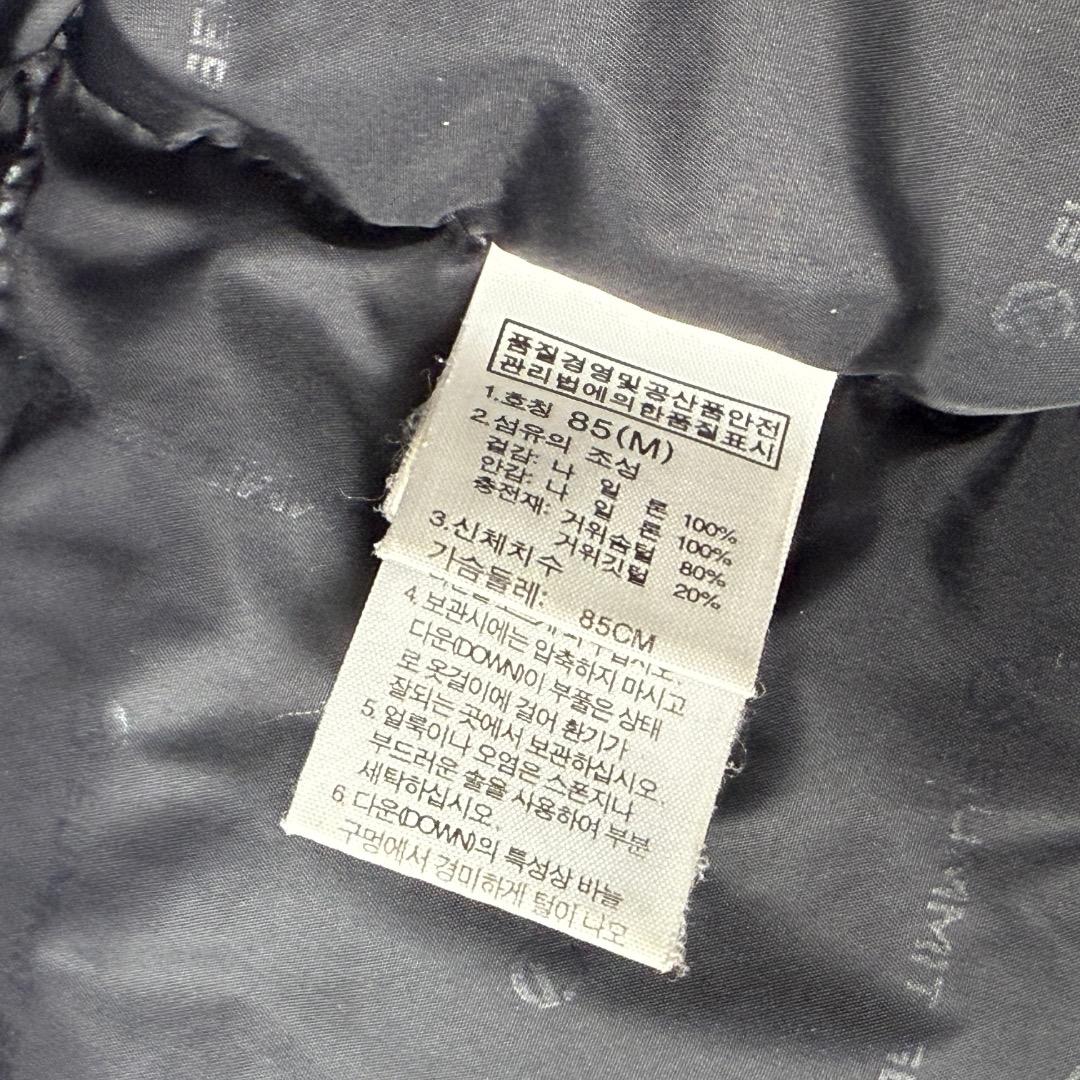 품질경영및공산품안전
관리법에의한품질표시
1.호칭 85(M)
2.섬유의 조성
겉감: 나 일 론 100%
안감: 나 일 론 100%
충전재: 거위솜털 80%
거위깃털 20%
3.신체치수
가슴둘레: 85CM
4. 보관시에는 압축하지 마시고
다운(DOWN)이 부풀은 상태
로 옷걸이에 걸어 환기가
잘되는 곳에서 보관하십시오.
5. 얼룩이나 오염은 스폰지나
부드러운 솔을 사용하여 부분
세탁하십시오.
6. 다운(DOWN)의 특성상 바늘
구멍에서 경미하게 털이 나오